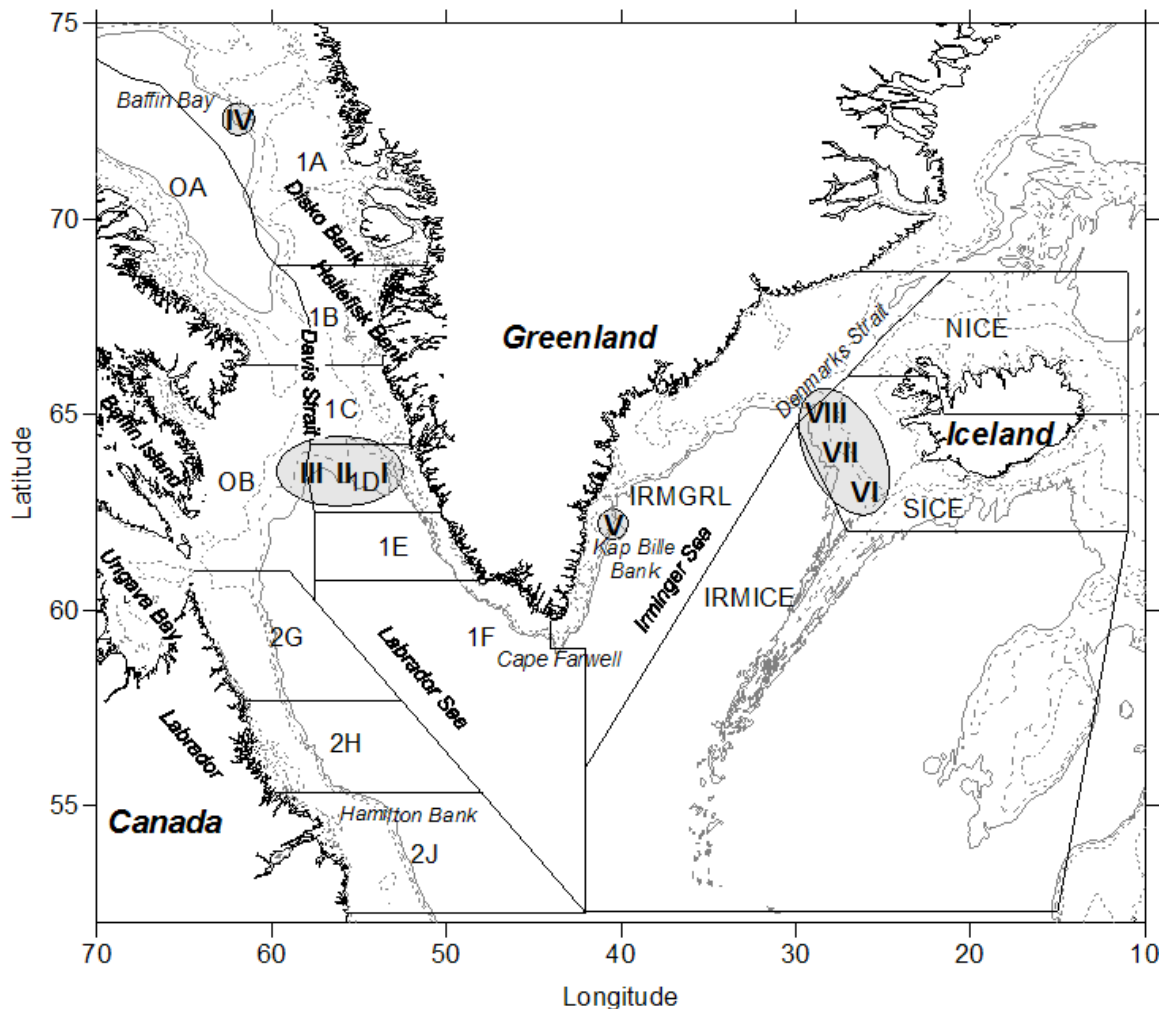 75
Baffin Bay
IV
1A
OA
70
Disko Bank
Hellefisk Bank
1B
Davis Strait
Greenland
Denmarks Strait
NICE
65
Baffin Island
1C
VIII
Iceland
VII
OB
III
II
1D
I
VI
IRMGRL
SICE
V
Kap Bille
Bank
1E
Ungava Bay
Irminger See
60
IRMICE
2G
1F
Cape Farwell
Labrador See
Labrador
2H
55
Canada
Hamilton Bank
2J
Latitude
70
60
50
40
30
20
10
Longitude